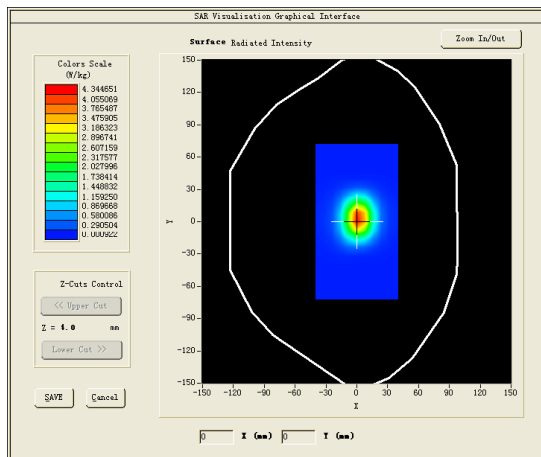 SAR Visualisation Graphical Interface
Surface Radiated Intensity
Zoom In/Out
Colors Scale
(W/kg)
4.344651
4.055069
3.765487
3.475905
3.186323
2.896741
2.607159
2.317577
2.027996
1.738414
1.448832
1.159250
0.869668
0.580086
0.290504
0.000922
Z-Cuts Control
<< Upper Cut
Z = 4.0 mm
Lower Cut >>
SAVE
Cancel
150
120
90
60
30
0
-30
-60
-90
-120
-150
Y
-150 -120 -90 -60 -30 0 30 60 90 120 150
X
0 X (mm) 0 Y (mm)